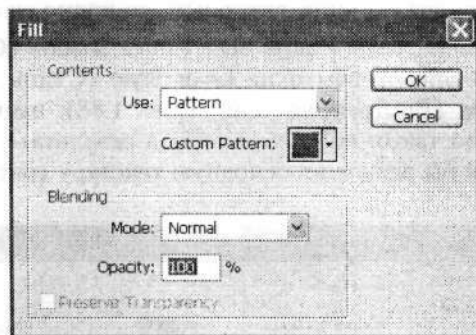 Fill
Contents
Use: Pattern
OK
Custom Pattern:
Cancel
Blending
Mode: Normal
Opacity: 100 %
Preserve Transparency